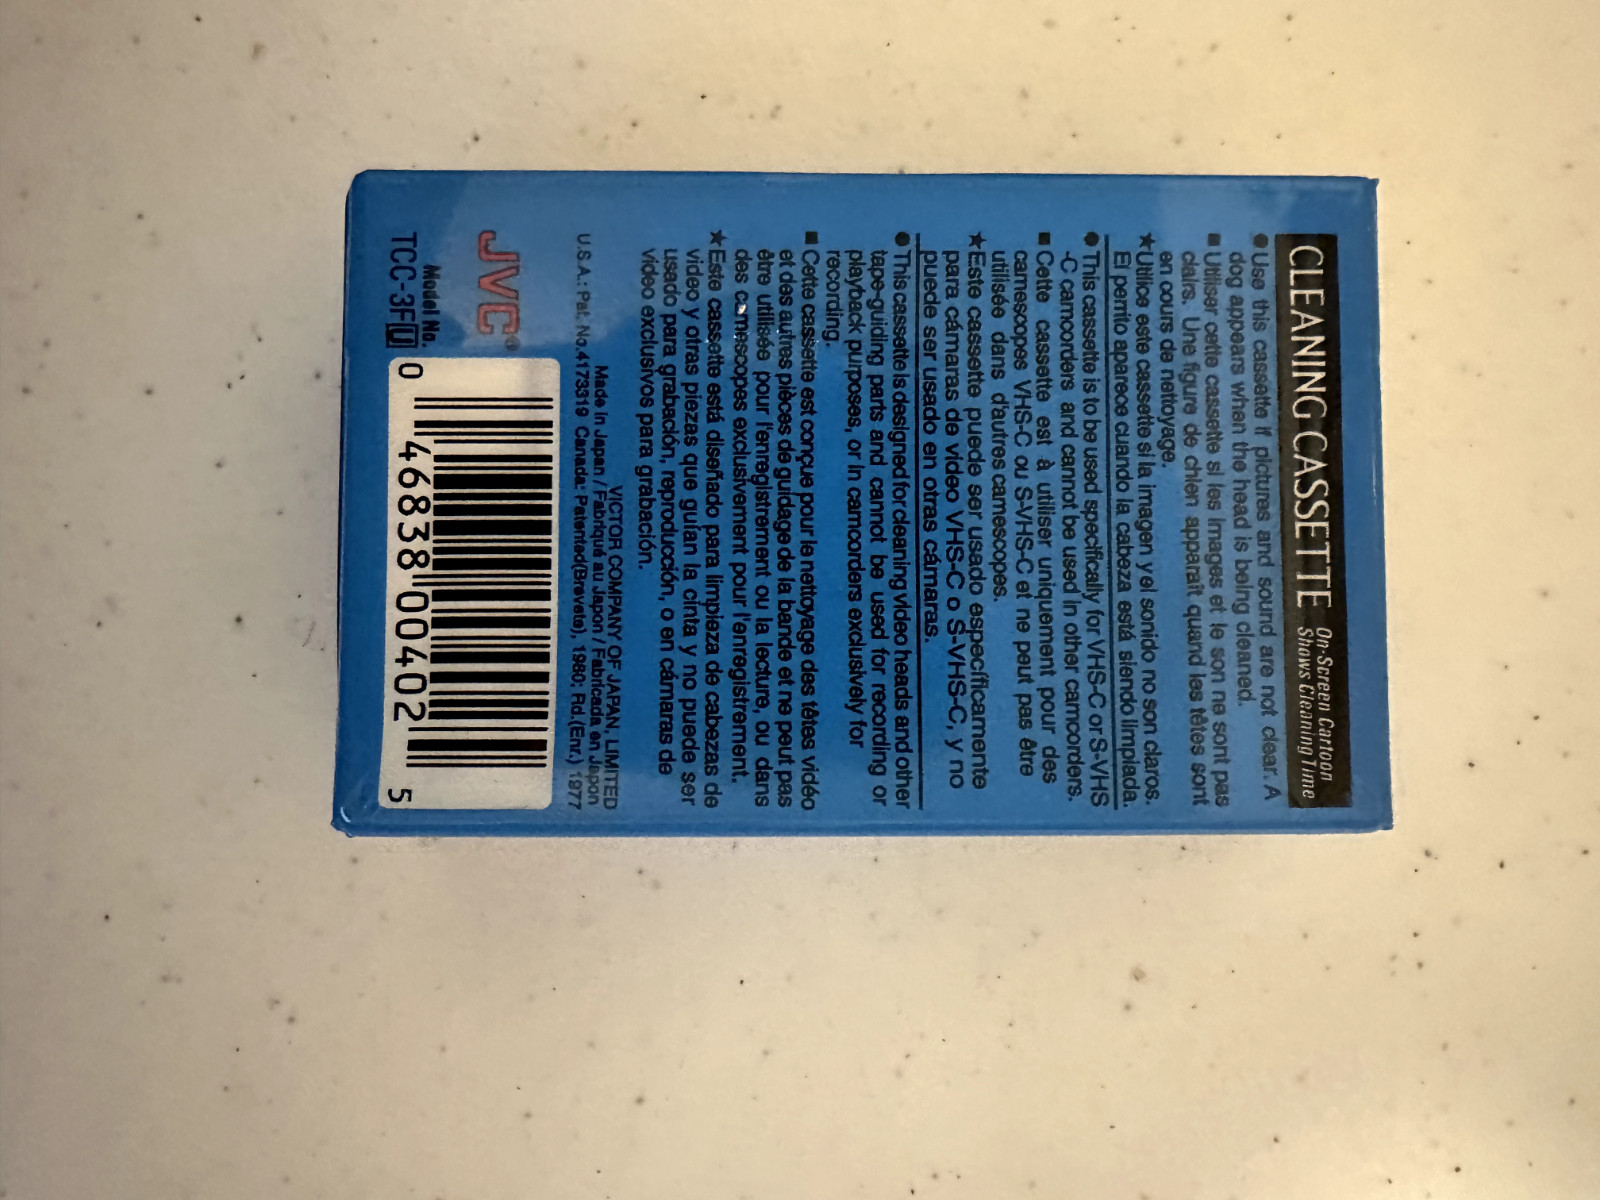 CLEANING CASSETTE
On-Screen Cartoon
Shows Cleaning Time
●Use this cassette if pictures and sound are not clear. A
dog appears when the head is being cleaned.
■Utiliser cette cassette si les images et le son ne sont pas
clairs. Une figure de chien apparaît quand les têtes sont
en cours de nettoyage.
★Utilice este cassette si la imagen y el sonido no son claros.
El perrito aparece cuando la cabeza está siendo limpiada.
●This cassette is to be used specifically for VHS-C or S-VHS
-C camcorders and cannot be used in other camcorders.
■Cette cassette est à utiliser uniquement pour des
camescopes VHS-C ou S-VHS-C et ne peut pas être
utilisée dans d'autres camescopes.
★Este cassette puede ser usado específicamente
para cámaras de video VHS-C o S-VHS-C, y no
puede ser usado en otras cámaras.
●This cassette is designed for cleaning video heads and other
tape-guiding parts and cannot be used for recording or
playback purposes, or in camcorders exclusively for
recording.
■Cette cassette est conçue pour le nettoyage des têtes vidéo
et des autres pièces de guidage de la bande et ne peut pas
être utilisée pour l'enregistrement ou la lecture, ou dans
des camescopes exclusivement pour l'enregistrement.
★Este cassette está diseñado para limpieza de cabezas de
video y otras piezas que guían la cinta y no puede ser
usado para grabación, reproducción, o en cámaras de
video exclusivos para grabación.
VICTOR COMPANY OF JAPAN, LIMITED
Made in Japan / Fabriqué au Japon / Fabricada en Japon
U.S.A.: Pat. No.4173319 Canada: Patented(Brevete), 1980; Rd.(Enr.) 1977
JVC®
Model No.
TCC-3FU
0 46838 00402 5